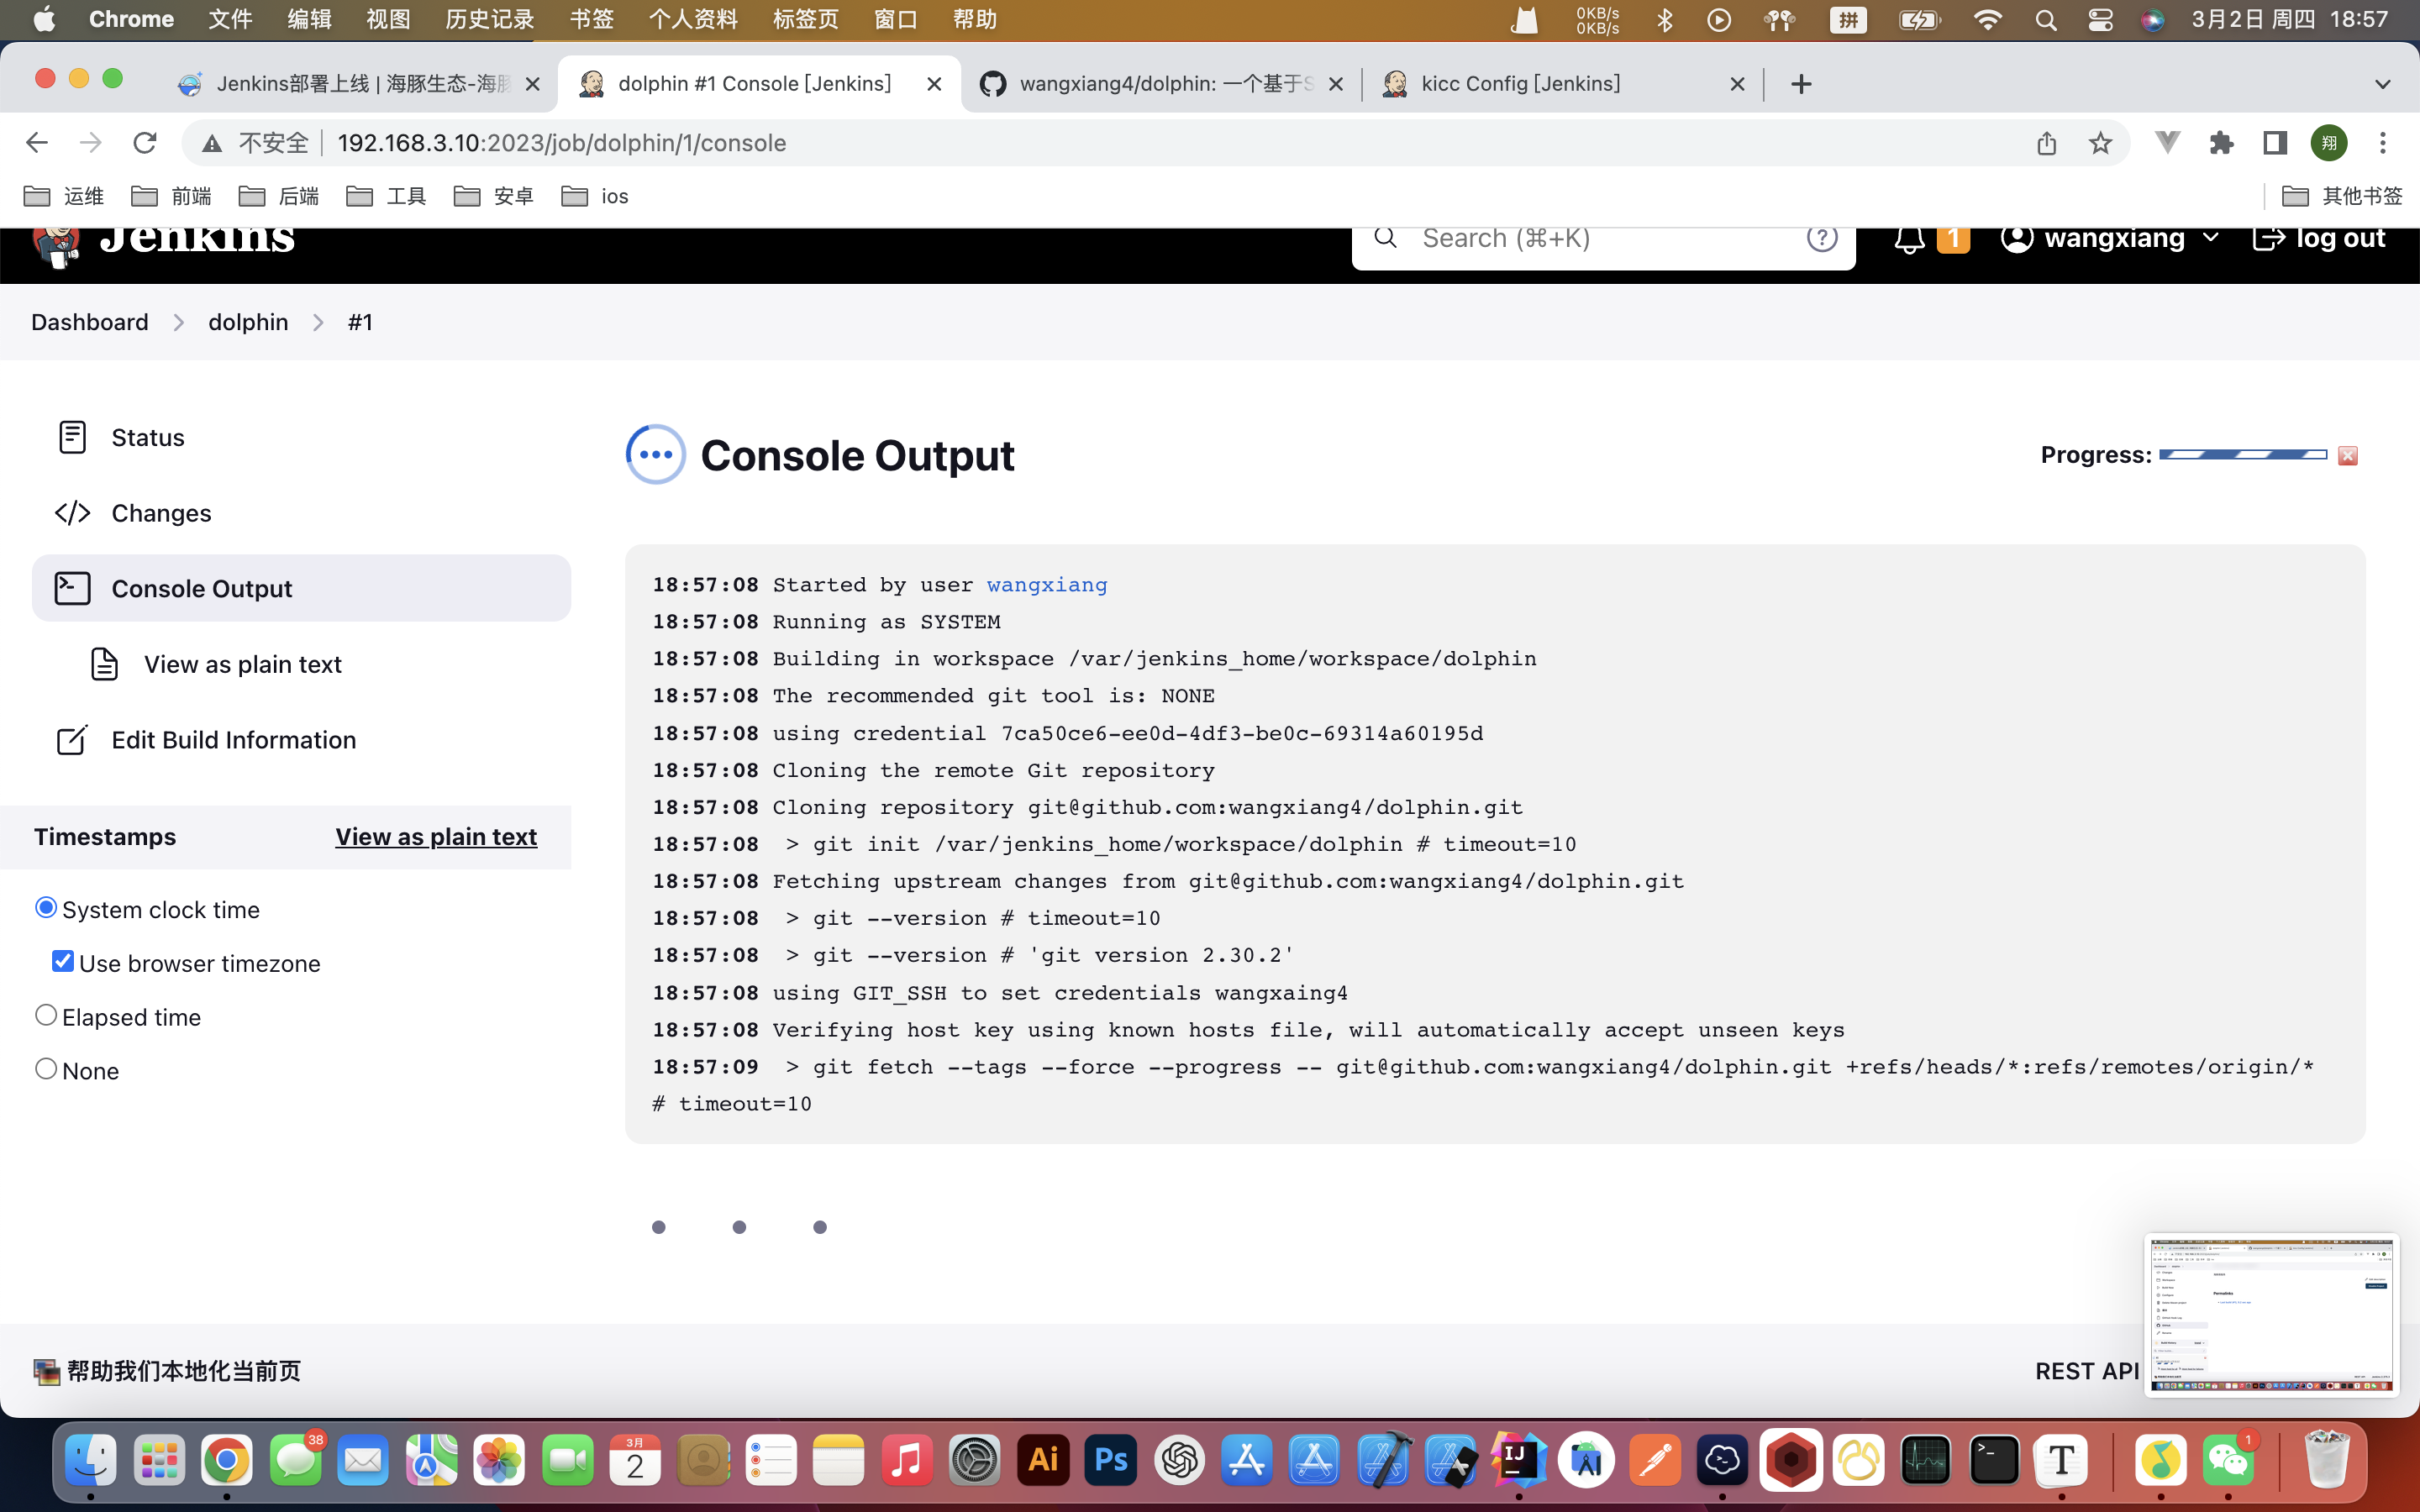 Chrome 文件 编辑 视图 历史记录 书签 个人资料 标签页 窗口 帮助 0KB/s 0KB/s 拼 3月2日 周四 18:57
Jenkins部署上线 | 海豚生态-海豚 dolphin #1 Console [Jenkins] wangxiang4/dolphin: 一个基于S kicc Config [Jenkins]
不安全 192.168.3.10:2023/job/dolphin/1/console 翔
运维 前端 后端 工具 安卓 ios 其他书签
Jenkins Search (⌘+K) 1 wangxiang log out
Dashboard dolphin #1
Status
Changes
Console Output
View as plain text
Edit Build Information
Timestamps View as plain text
System clock time
Use browser timezone
Elapsed time
None
Console Output
Progress:
18:57:08 Started by user wangxiang
18:57:08 Running as SYSTEM
18:57:08 Building in workspace /var/jenkins_home/workspace/dolphin
18:57:08 The recommended git tool is: NONE
18:57:08 using credential 7ca50ce6-ee0d-4df3-be0c-69314a60195d
18:57:08 Cloning the remote Git repository
18:57:08 Cloning repository git@github.com:wangxiang4/dolphin.git
18:57:08 > git init /var/jenkins_home/workspace/dolphin # timeout=10
18:57:08 Fetching upstream changes from git@github.com:wangxiang4/dolphin.git
18:57:08 > git --version # timeout=10
18:57:08 > git --version # 'git version 2.30.2'
18:57:08 using GIT_SSH to set credentials wangxaing4
18:57:08 Verifying host key using known hosts file, will automatically accept unseen keys
18:57:09 > git fetch --tags --force --progress -- git@github.com:wangxiang4/dolphin.git +refs/heads/*:refs/remotes/origin/*
# timeout=10
帮助我们本地化当前页 REST API
38 3月 2 Ai Ps IJ >_ T 1